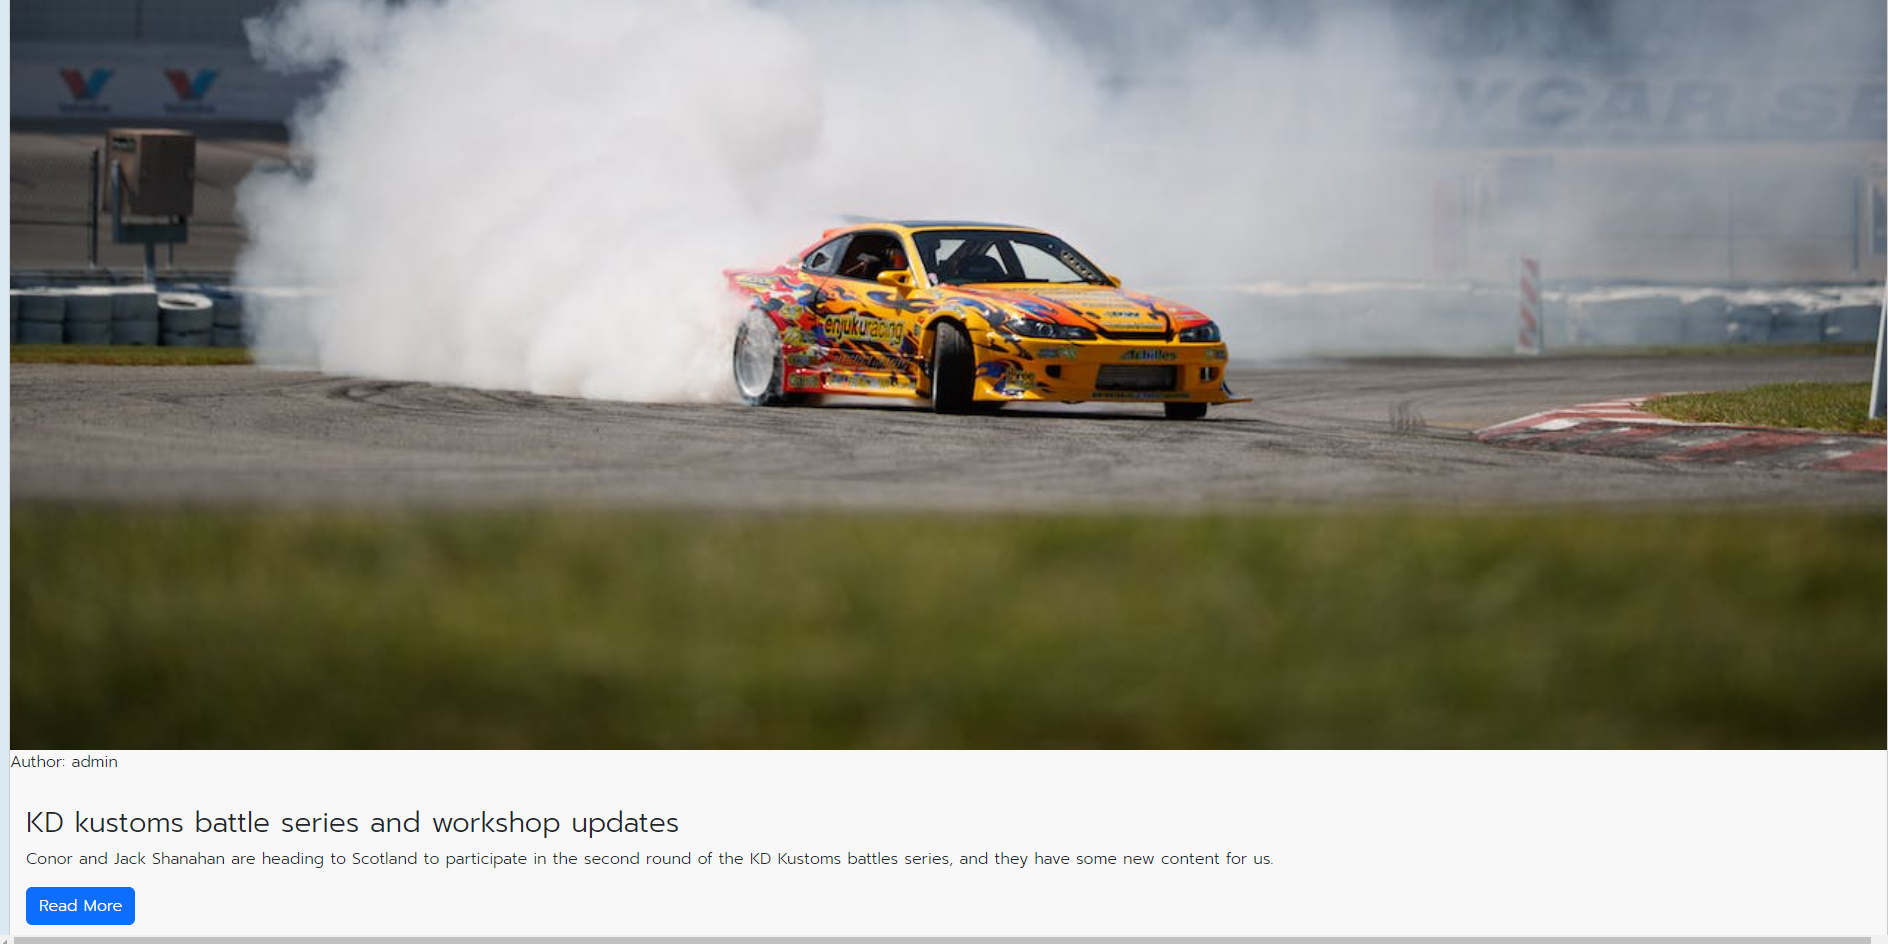 YCAR SE
enjukuracing
Achilles
Author: admin
KD kustoms battle series and workshop updates
Conor and Jack Shanahan are heading to Scotland to participate in the second round of the KD Kustoms battles series, and they have some new content for us.
Read More